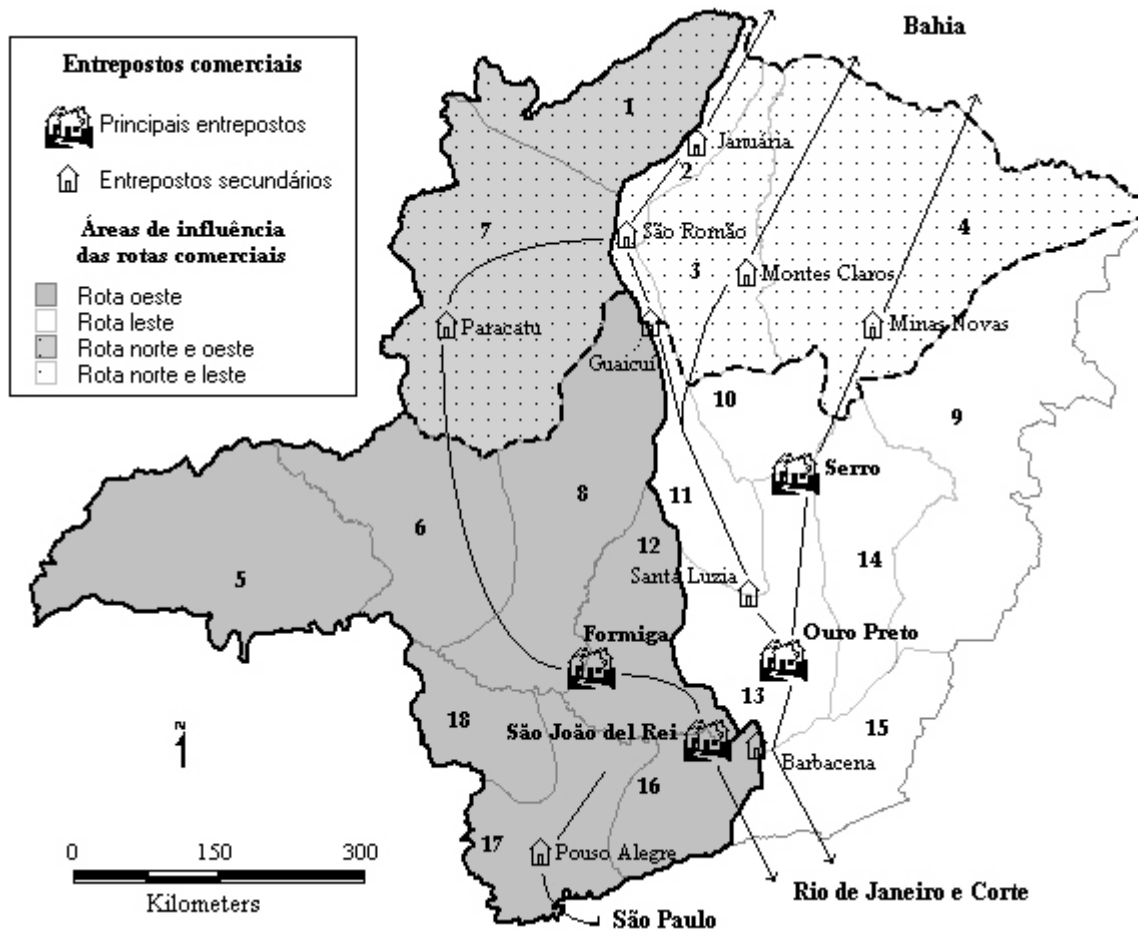 Bahia
Entrepostos comerciais
Principais entrepostos
Entrepostos secundários
Áreas de influência
das rotas comerciais
Rota oeste
Rota leste
Rota norte e oeste
Rota norte e leste
1
Januária
2
7
São Romão
4
3
Montes Claros
Paracatu
Minas Novas
Guaicuí
10
9
Serro
8
11
6
12
14
5
Santa Luzia
Formiga
Ouro Preto
13
18
15
São João del Rei
Barbacena
N
1
16
17
Pouso Alegre
0 150 300
Kilometers
Rio de Janeiro e Corte
São Paulo